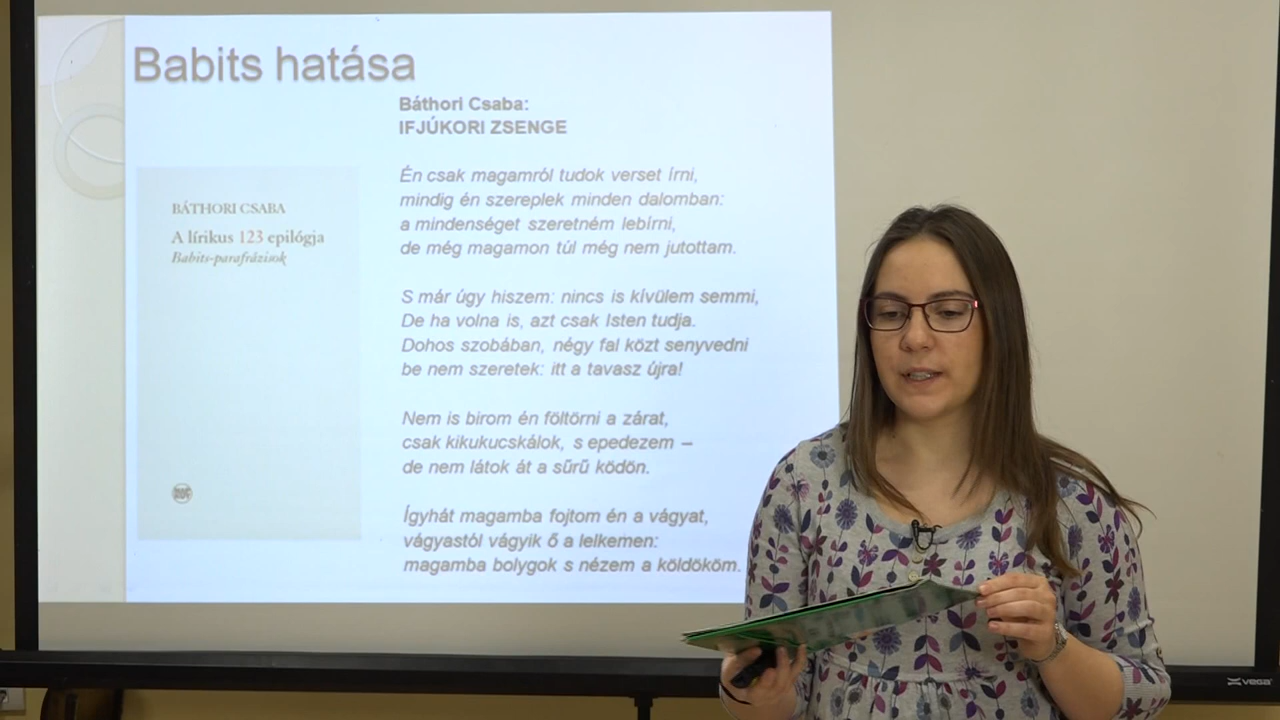 Babits hatása
Báthori Csaba:
IFJÚKORI ZSENGE
Én csak magamról tudok verset írni,
mindig én szereplek minden dalomban:
a mindenséget szeretném lebírni,
de még magamon túl még nem jutottam.
S már úgy hiszem: nincs is kívülem semmi,
De ha volna is, azt csak Isten tudja.
Dohos szobában, négy fal közt senyvedni
be nem szeretek: itt a tavasz újra!
Nem is birom én föltörni a zárat,
csak kikukucskálok, s epedezem –
de nem látok át a sűrű ködön.
Ígyhát magamba fojtom én a vágyat,
vágyastól vágyik ő a lelkemen:
magamba bolygok s nézem a köldököm.
BÁTHORI CSABA
A lírikus 123 epilógja
Babits-parafrázisok
vega